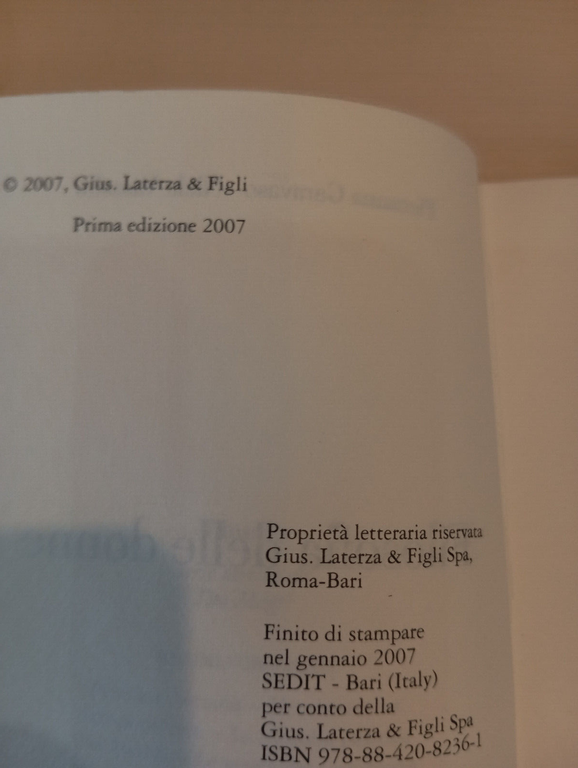 © 2007, Gius. Laterza & Figli
Prima edizione 2007
Proprietà letteraria riservata
Gius. Laterza & Figli Spa,
Roma-Bari
Finito di stampare
nel gennaio 2007
SEDIT - Bari (Italy)
per conto della
Gius. Laterza & Figli Spa
ISBN 978-88-420-8236-1